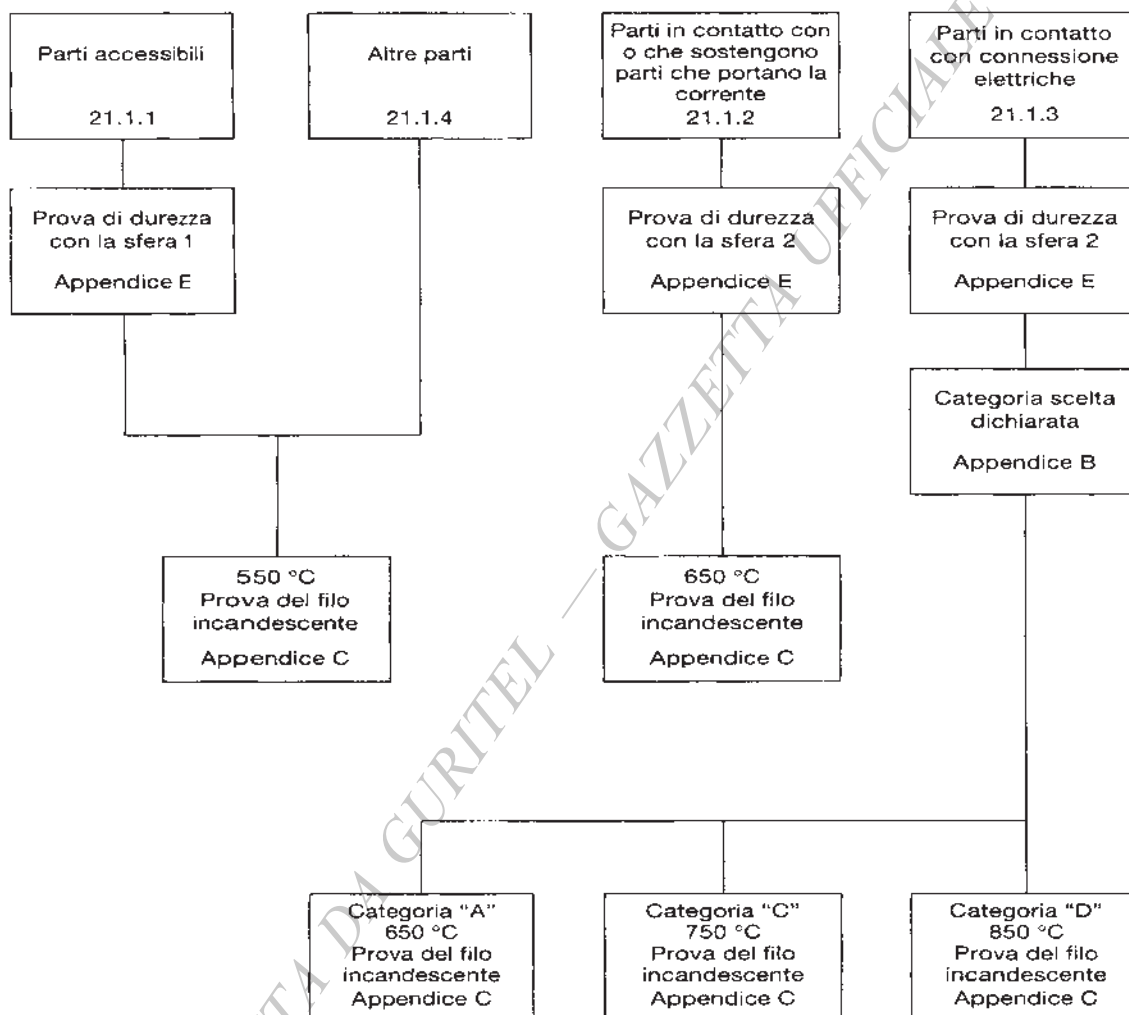 Parti accessibili
21.1.1
Altre parti
21.1.4
Parti in contatto con
o che sostengono
parti che portano la
corrente
21.1.2
Parti in contatto
con connessione
elettriche
21.1.3
Prova di durezza
con la sfera 1
Appendice E
Prova di durezza
con la sfera 2
Appendice E
Prova di durezza
con la sfera 2
Appendice E
Categoria scelta
dichiarata
Appendice B
550 °C
Prova del filo
incandescente
Appendice C
650 °C
Prova del filo
incandescente
Appendice C
Categoria "A"
650 °C
Prova del filo
incandescente
Appendice C
Categoria "C"
750 °C
Prova del filo
incandescente
Appendice C
Categoria "D"
850 °C
Prova del filo
incandescente
Appendice C
DA GURITEL — GAZZETTA UFFICIALE